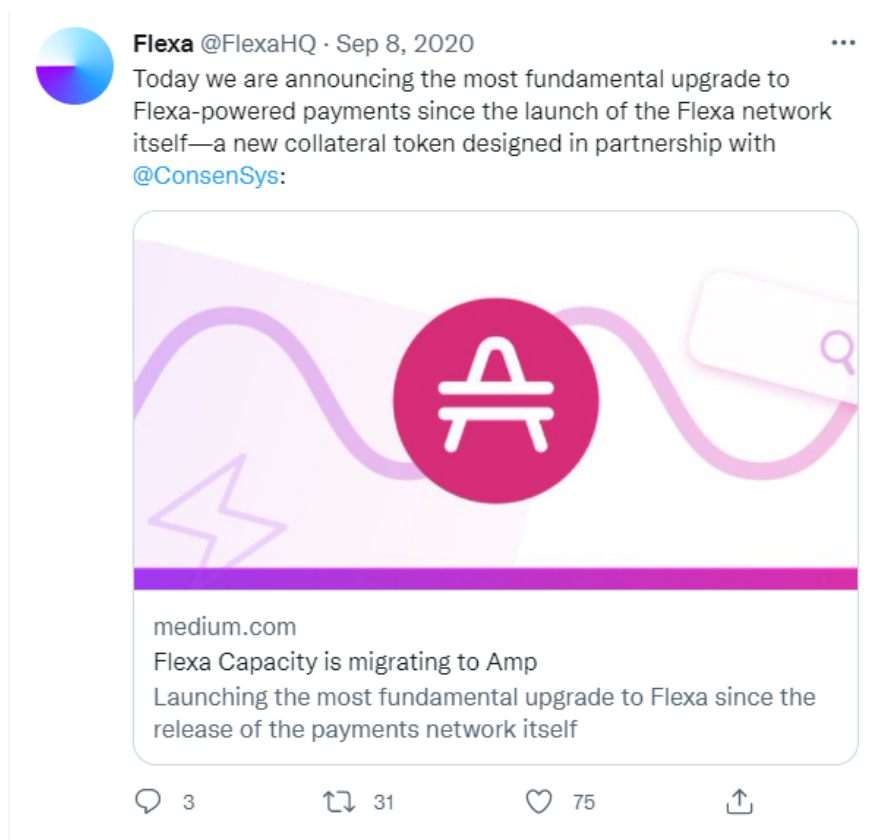 Flexa @FlexaHQ · Sep 8, 2020
Today we are announcing the most fundamental upgrade to
Flexa-powered payments since the launch of the Flexa network
itself—a new collateral token designed in partnership with
@ConsenSys:
medium.com
Flexa Capacity is migrating to Amp
Launching the most fundamental upgrade to Flexa since the
release of the payments network itself
3 31 75